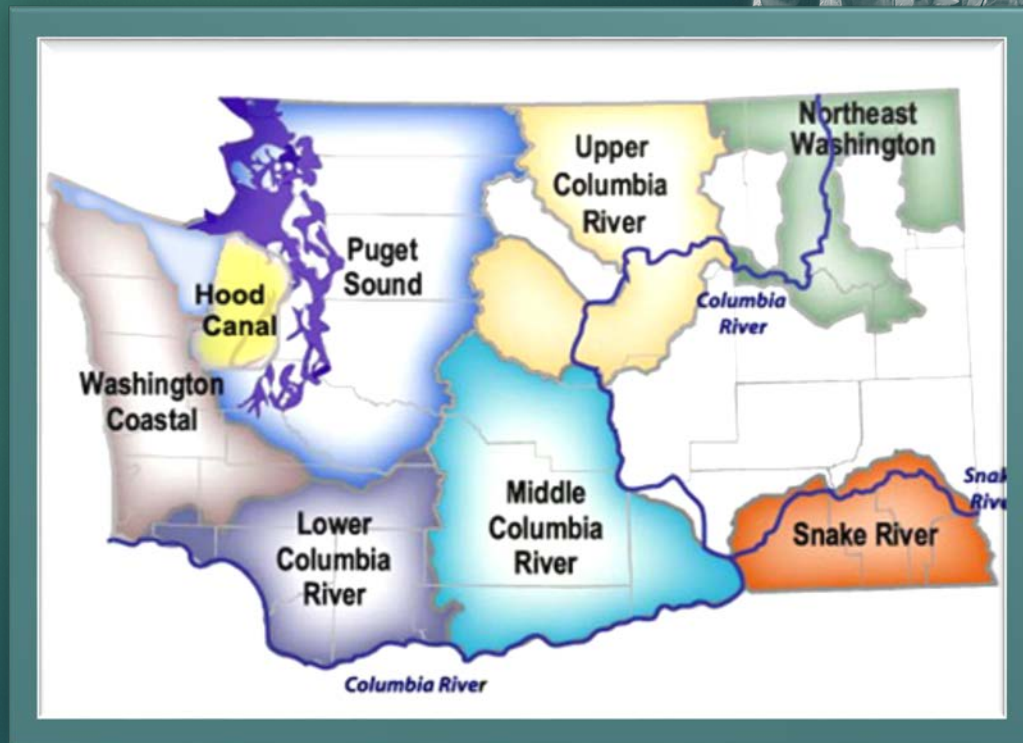 Northeast
Washington
Upper
Columbia
River
Puget
Sound
Hood
Canal
Columbia
River
Washington
Coastal
Middle
Columbia
River
Lower
Columbia
River
Snake River
Columbia River